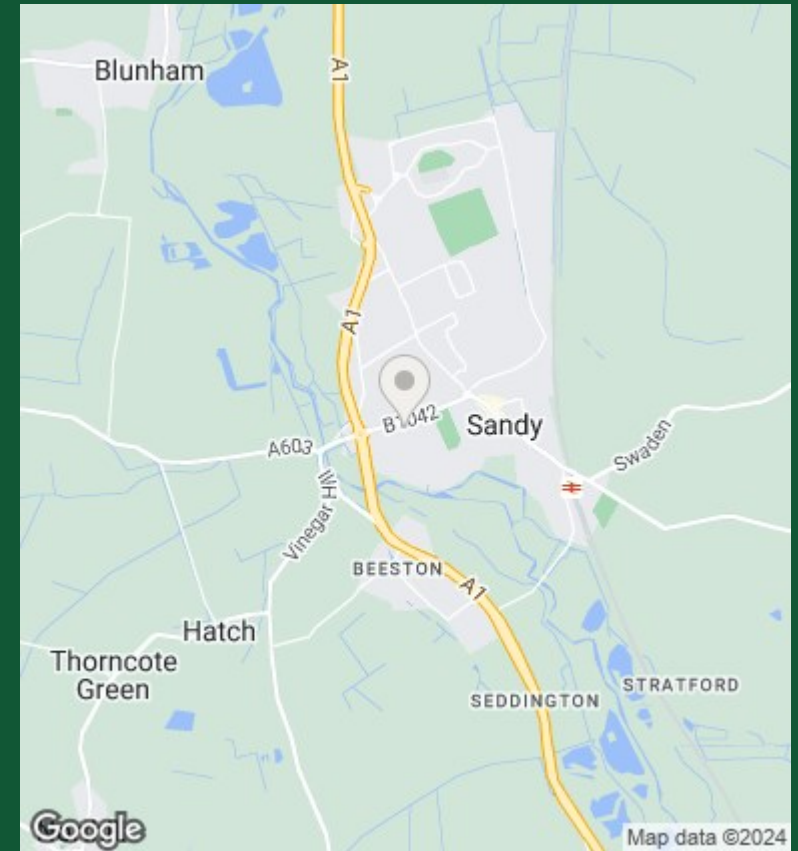 Blunham
A1
A1
B1042
Sandy
A603
Swaden
Vinegar Hill
BEESTON
A1
Hatch
Thorncote
Green
STRATFORD
SEDDINGTON
Google
Map data ©2024